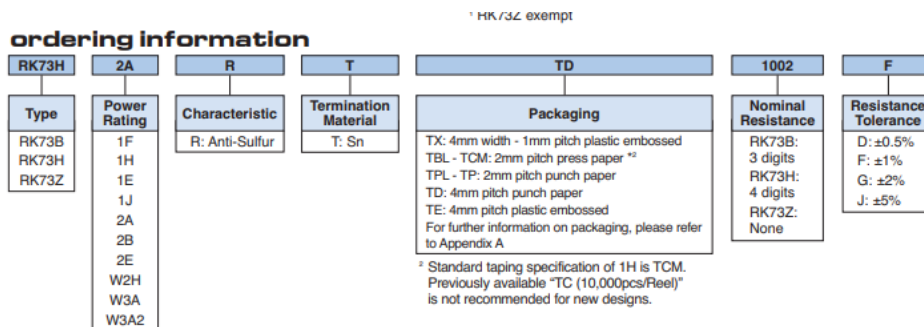 *1 RK73Z exempt
ordering information
RK73H 2A R T TD 1002 F
Type
RK73B
RK73H
RK73Z
Power
Rating
1F
1H
1E
1J
2A
2B
2E
W2H
W3A
W3A2
Characteristic
R: Anti-Sulfur
Termination
Material
T: Sn
Packaging
TX: 4mm width - 1mm pitch plastic embossed
TBL - TCM: 2mm pitch press paper *2
TPL - TP: 2mm pitch punch paper
TD: 4mm pitch punch paper
TE: 4mm pitch plastic embossed
For further information on packaging, please refer
to Appendix A
Nominal
Resistance
RK73B:
3 digits
RK73H:
4 digits
RK73Z:
None
Resistance
Tolerance
D: ±0.5%
F: ±1%
G: ±2%
J: ±5%
2 Standard taping specification of 1H is TCM.
Previously available “TC (10,000pcs/Reel)”
is not recommended for new designs.